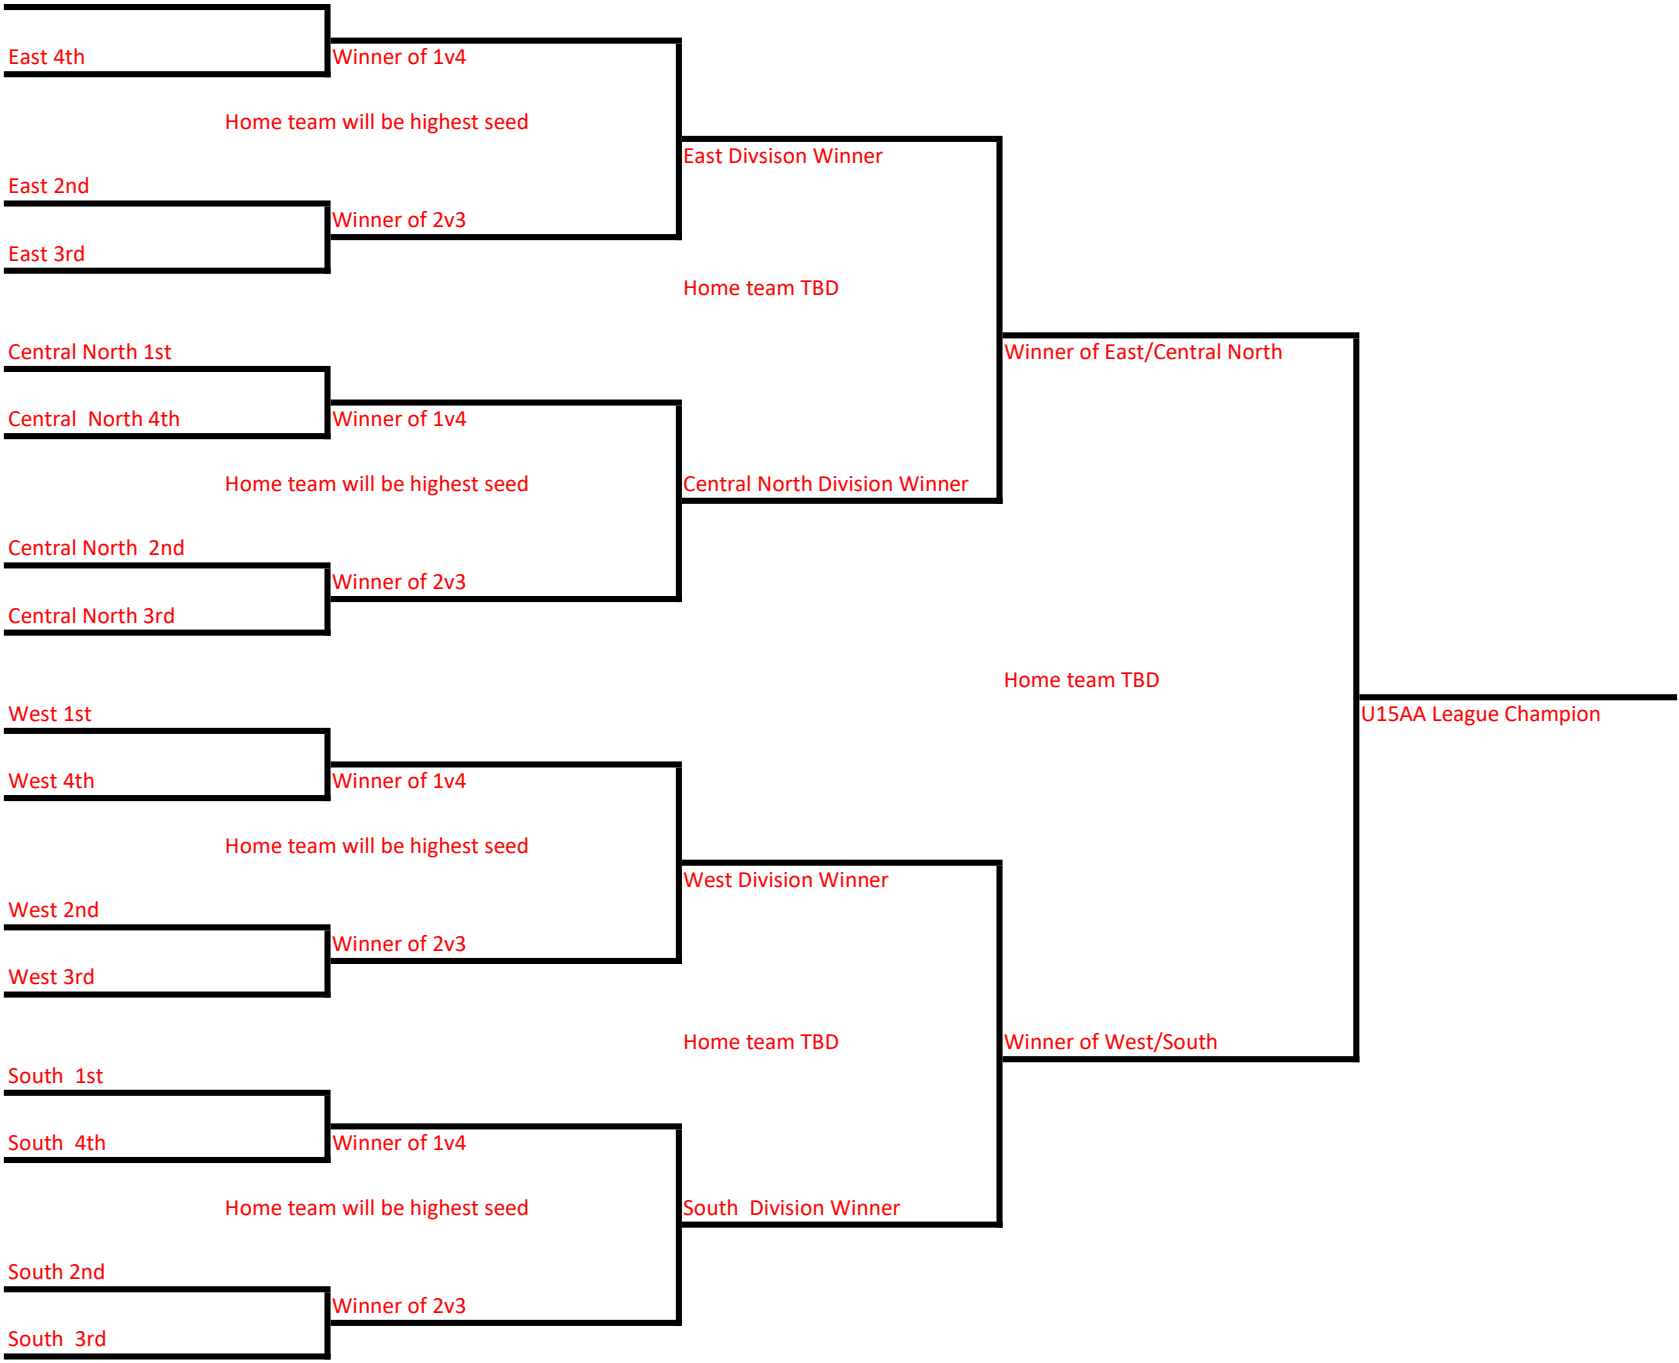 East 4th
Winner of 1v4
Home team will be highest seed
East Divsison Winner
East 2nd
Winner of 2v3
East 3rd
Home team TBD
Central North 1st
Winner of East/Central North
Central  North 4th
Winner of 1v4
Home team will be highest seed
Central North Division Winner
Central North  2nd
Winner of 2v3
Central North 3rd
Home team TBD
West 1st
U15AA League Champion
West 4th
Winner of 1v4
Home team will be highest seed
West Division Winner
West 2nd
Winner of 2v3
West 3rd
Home team TBD
Winner of West/South
South  1st
South  4th
Winner of 1v4
Home team will be highest seed
South  Division Winner
South 2nd
Winner of 2v3
South  3rd